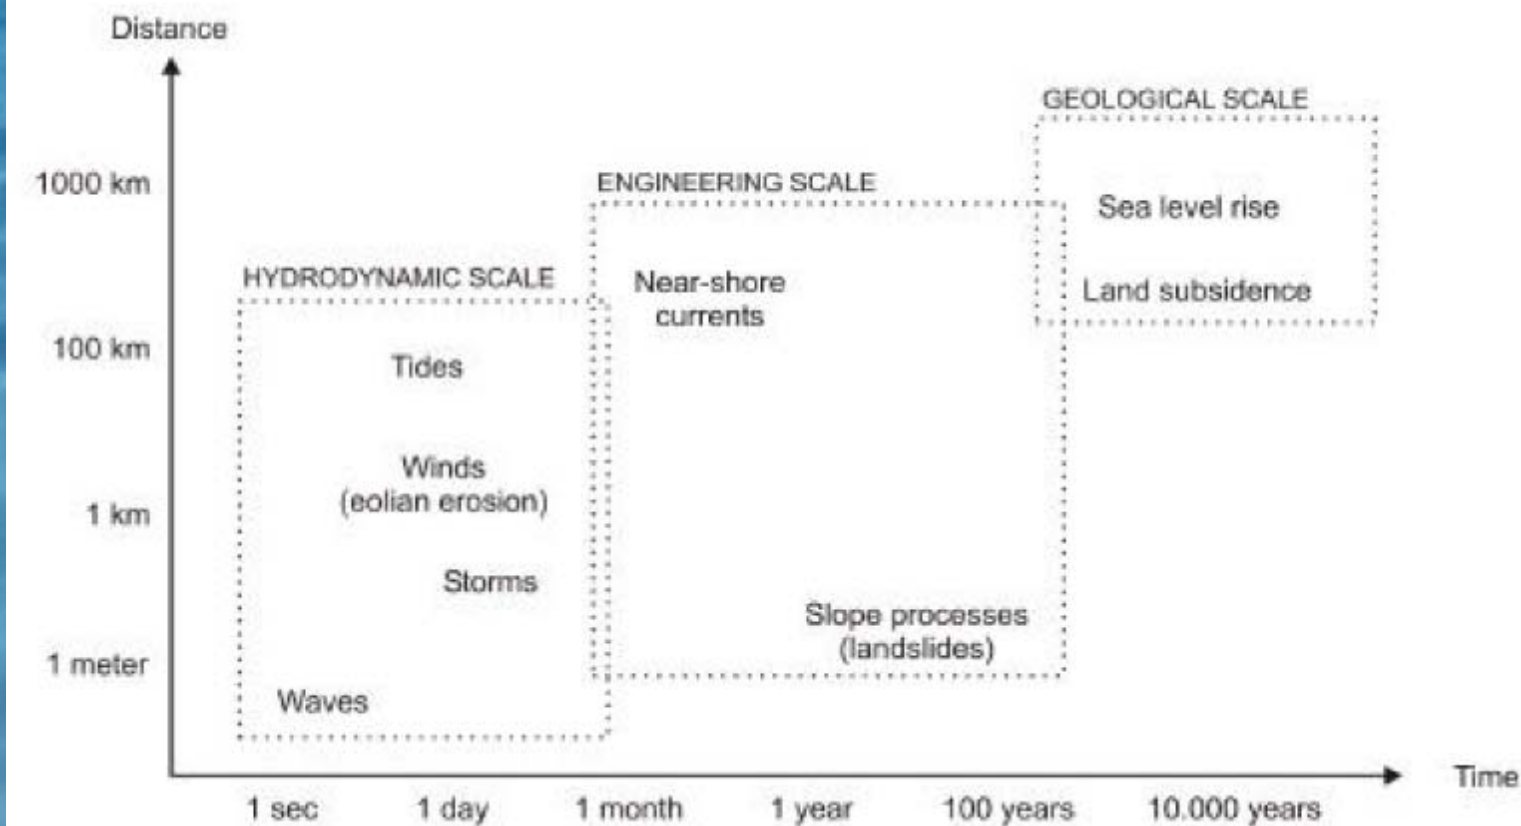 Distance
GEOLOGICAL SCALE
1000 km
ENGINEERING SCALE
Sea level rise
HYDRODYNAMIC SCALE
Near-shore
currents
Land subsidence
100 km
Tides
Winds
(eolian erosion)
1 km
Storms
Slope processes
(landslides)
1 meter
Waves
Time
1 sec
1 day
1 month
1 year
100 years
10.000 years